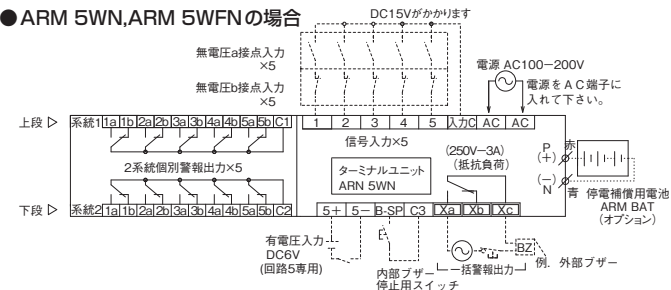 ●ARM 5WN,ARM 5WFNの場合
DC15Vがかかります
無電圧a接点入力
×5
無電圧b接点入力
×5
電源 AC100-200V
電源をAC端子に
入れて下さい。
上段 ▷ 系統1 1a 1b 2a 2b 3a 3b 4a 4b 5a 5b C1
1 2 3 4 5 入力C AC AC
信号入力×5
2系統個別警報出力×5
ターミナルユニット
ARN 5WN
(250V-3A)
(抵抗負荷)
P
(+)
赤
(-)
N
青
停電補償用電池
ARM BAT
(オプション)
下段 ▷ 系統2 1a 1b 2a 2b 3a 3b 4a 4b 5a 5b C2
5+ 5- B-SP C3 Xa Xb Xc
有電圧入力
DC6V
(回路5専用)
内部ブザー
停止用スイッチ
一括警報出力
BZ
例．外部ブザー